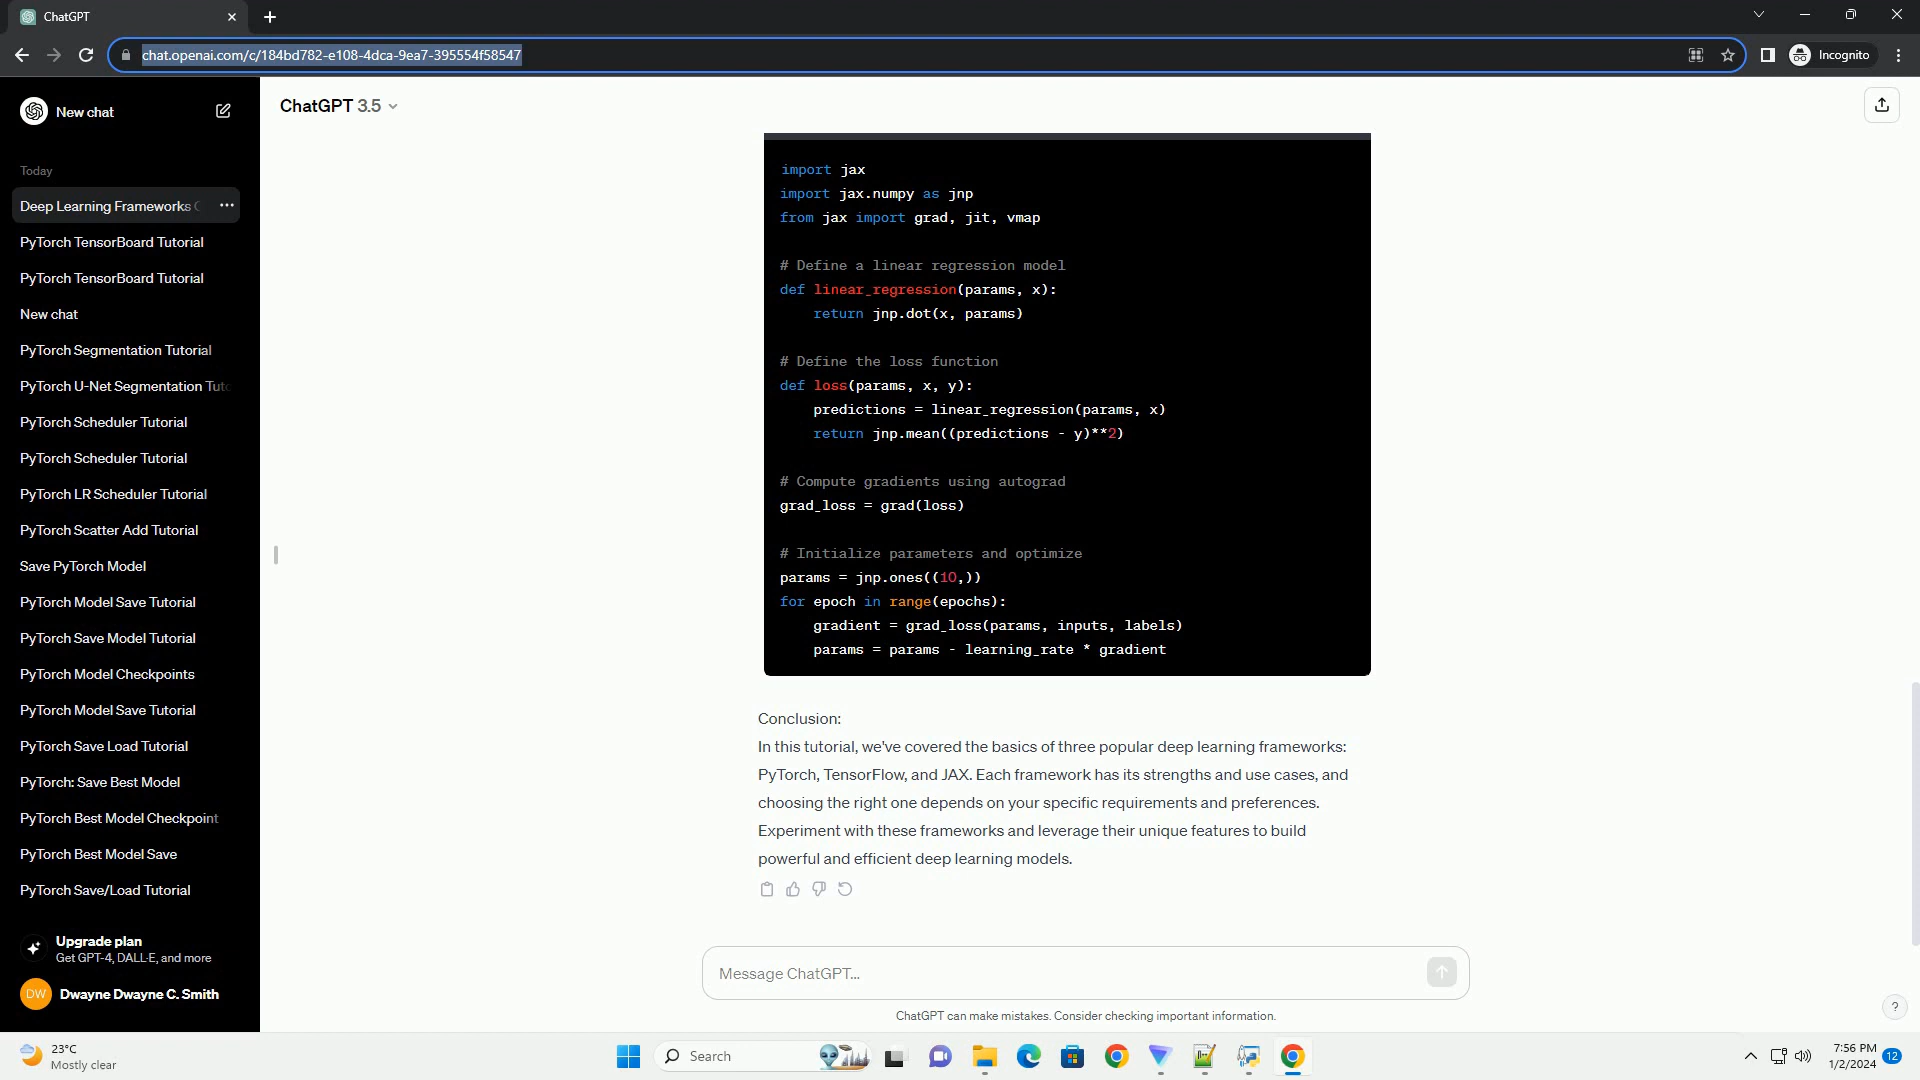 ChatGPT
chat.openai.com/c/184bd782-e108-4dca-9ea7-395554f58547
Incognito
New chat
Today
Deep Learning Frameworks
PyTorch TensorBoard Tutorial
PyTorch TensorBoard Tutorial
New chat
PyTorch Segmentation Tutorial
PyTorch U-Net Segmentation Tuto
PyTorch Scheduler Tutorial
PyTorch Scheduler Tutorial
PyTorch LR Scheduler Tutorial
PyTorch Scatter Add Tutorial
Save PyTorch Model
PyTorch Model Save Tutorial
PyTorch Save Model Tutorial
PyTorch Model Checkpoints
PyTorch Model Save Tutorial
PyTorch Save Load Tutorial
PyTorch: Save Best Model
PyTorch Best Model Checkpoint
PyTorch Best Model Save
PyTorch Save/Load Tutorial
Upgrade plan
Get GPT-4, DALL·E, and more
DW Dwayne Dwayne C. Smith
ChatGPT 3.5
import jax
import jax.numpy as jnp
from jax import grad, jit, vmap
# Define a linear regression model
def linear_regression(params, x):
    return jnp.dot(x, params)
# Define the loss function
def loss(params, x, y):
    predictions = linear_regression(params, x)
    return jnp.mean((predictions - y)**2)
# Compute gradients using autograd
grad_loss = grad(loss)
# Initialize parameters and optimize
params = jnp.ones((10,))
for epoch in range(epochs):
    gradient = grad_loss(params, inputs, labels)
    params = params - learning_rate * gradient
Conclusion:
In this tutorial, we've covered the basics of three popular deep learning frameworks:
PyTorch, TensorFlow, and JAX. Each framework has its strengths and use cases, and
choosing the right one depends on your specific requirements and preferences.
Experiment with these frameworks and leverage their unique features to build
powerful and efficient deep learning models.
Message ChatGPT...
ChatGPT can make mistakes. Consider checking important information.
?
23°C
Mostly clear
Search
7:56 PM
1/2/2024
12